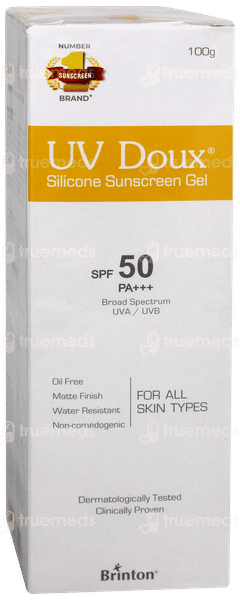 NUMBER
1
SUNSCREEN
BRAND*
100g
UV Doux®
Silicone Sunscreen Gel
SPF 50
PA+++
Broad Spectrum
UVA / UVB
Oil Free
Matte Finish
Water Resistant
Non-comedogenic
FOR ALL
SKIN TYPES
Dermatologically Tested
Clinically Proven
Brinton®
truemeds